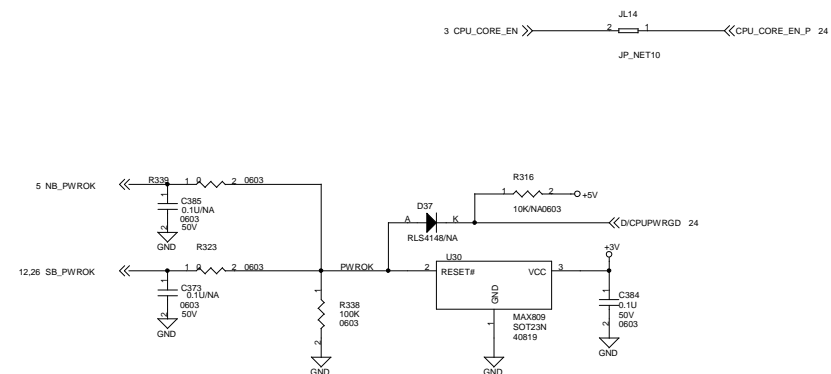 JL14
3 CPU_CORE_EN 2 1 CPU_CORE_EN_P 24
JP_NET10
R339 1 0 2 0603
5 NB_PWROK
1
C385
0.1U/NA
0603
50V
2
GND
R316
1 2 +5V
10K/NA0603
D37
A K D/CPUPWRGD 24
RLS4148/NA
R323
12,26 SB_PWROK 1 0 2 0603
1
C373
0.1U/NA
0603
50V
2
GND
PWROK
U30
2 RESET# VCC 3
GND
1
MAX809
SOT23N
40819
GND
+3V
1
C384
0.1U
50V
0603
2
GND
1
R338
100K
0603
2
GND